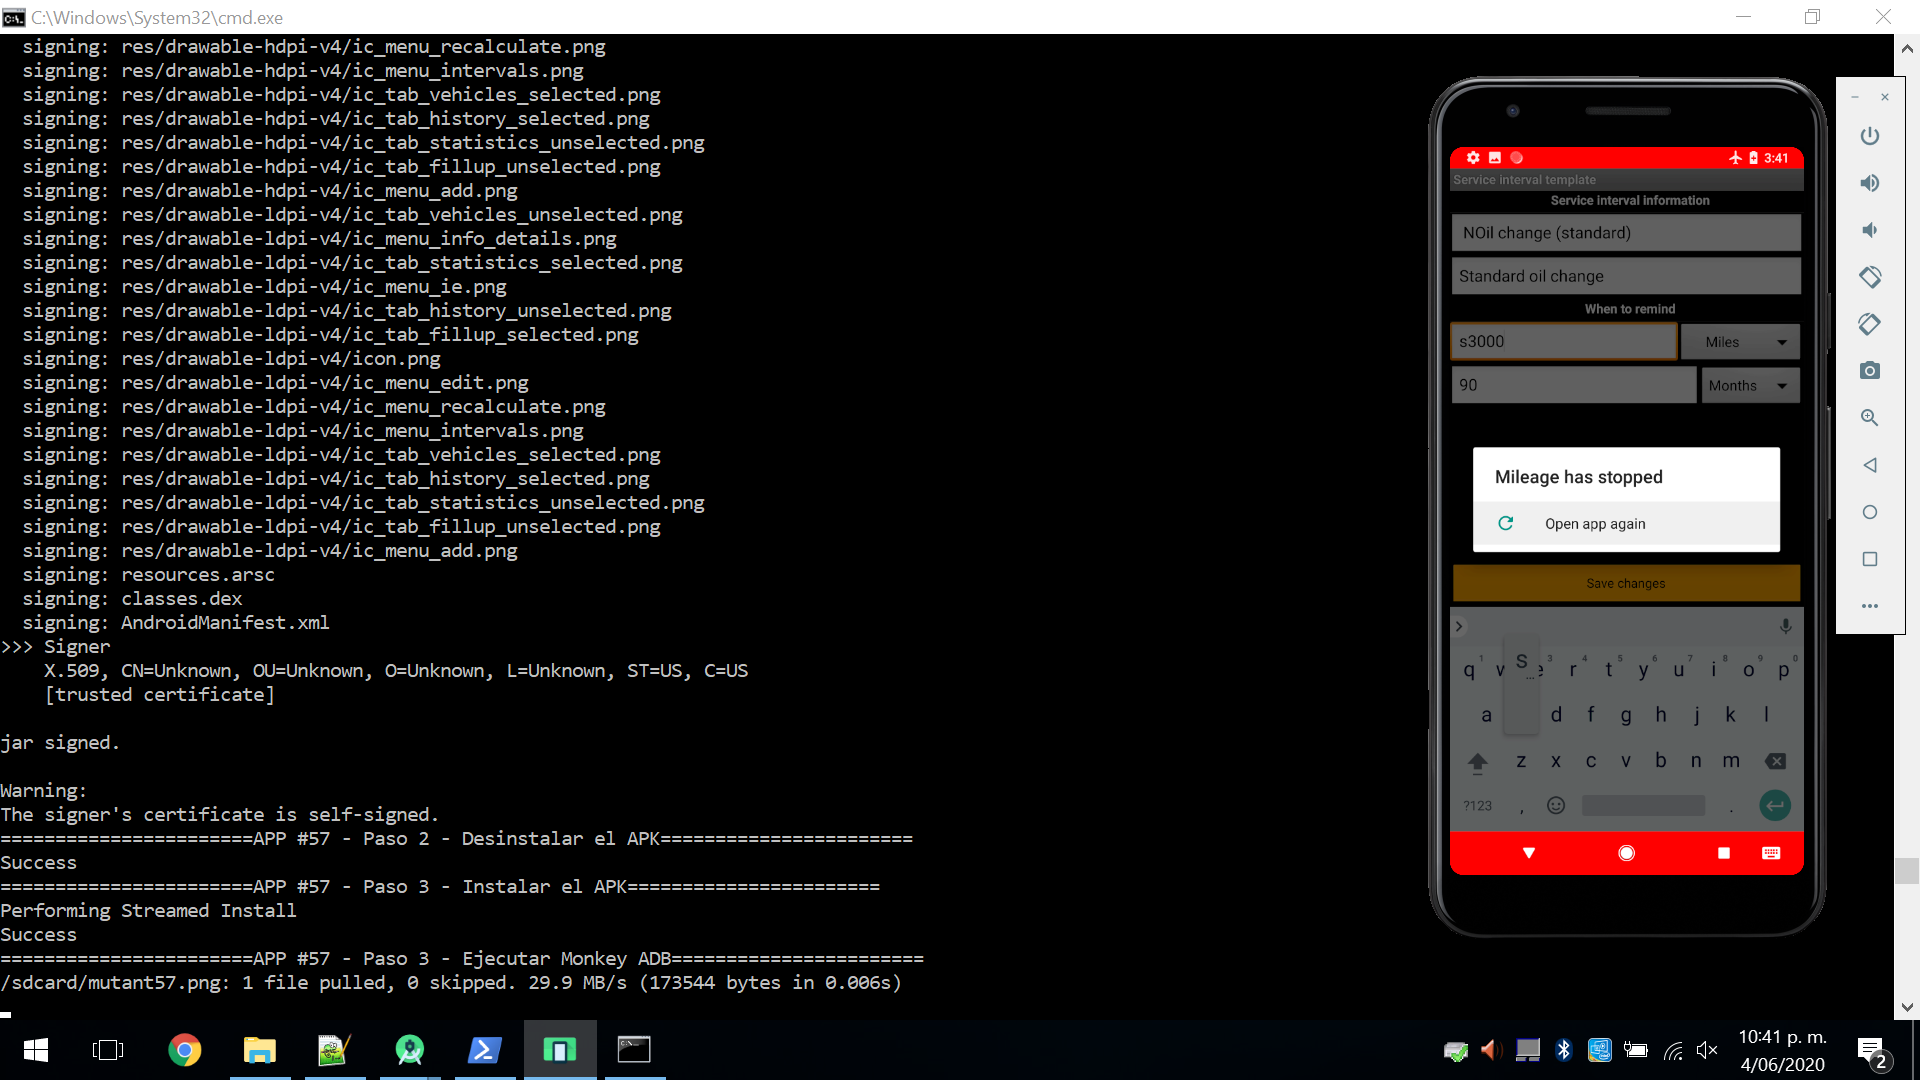 C:\Windows\System32\cmd.exe
signing: res/drawable-hdpi-v4/ic_menu_recalculate.png
signing: res/drawable-hdpi-v4/ic_menu_intervals.png
signing: res/drawable-hdpi-v4/ic_tab_vehicles_selected.png
signing: res/drawable-hdpi-v4/ic_tab_history_selected.png
signing: res/drawable-hdpi-v4/ic_tab_statistics_unselected.png
signing: res/drawable-hdpi-v4/ic_tab_fillup_unselected.png
signing: res/drawable-hdpi-v4/ic_menu_add.png
signing: res/drawable-ldpi-v4/ic_tab_vehicles_unselected.png
signing: res/drawable-ldpi-v4/ic_menu_info_details.png
signing: res/drawable-ldpi-v4/ic_tab_statistics_selected.png
signing: res/drawable-ldpi-v4/ic_menu_ie.png
signing: res/drawable-ldpi-v4/ic_tab_history_unselected.png
signing: res/drawable-ldpi-v4/ic_tab_fillup_selected.png
signing: res/drawable-ldpi-v4/icon.png
signing: res/drawable-ldpi-v4/ic_menu_edit.png
signing: res/drawable-ldpi-v4/ic_menu_recalculate.png
signing: res/drawable-ldpi-v4/ic_menu_intervals.png
signing: res/drawable-ldpi-v4/ic_tab_vehicles_selected.png
signing: res/drawable-ldpi-v4/ic_tab_history_selected.png
signing: res/drawable-ldpi-v4/ic_tab_statistics_unselected.png
signing: res/drawable-ldpi-v4/ic_tab_fillup_unselected.png
signing: res/drawable-ldpi-v4/ic_menu_add.png
signing: resources.arsc
signing: classes.dex
signing: AndroidManifest.xml
>>> Signer
X.509, CN=Unknown, OU=Unknown, O=Unknown, L=Unknown, ST=US, C=US
[trusted certificate]
jar signed.
Warning:
The signer's certificate is self-signed.
=======================APP #57 - Paso 2 - Desinstalar el APK=======================
Success
=======================APP #57 - Paso 3 - Instalar el APK=======================
Performing Streamed Install
Success
=======================APP #57 - Paso 3 - Ejecutar Monkey ADB=======================
/sdcard/mutant57.png: 1 file pulled, 0 skipped. 29.9 MB/s (173544 bytes in 0.006s)
3:41
Service interval template
Service interval information
NOil change (standard)
Standard oil change
When to remind
s3000
Miles
90
Months
Mileage has stopped
Open app again
Save changes
q 1 w s ... e 3 r 4 t 5 y 6 u 7 i 8 o 9 p 0
a d f g h j k l
z x c v b n m
?123 , .
10:41 p. m.
4/06/2020
2